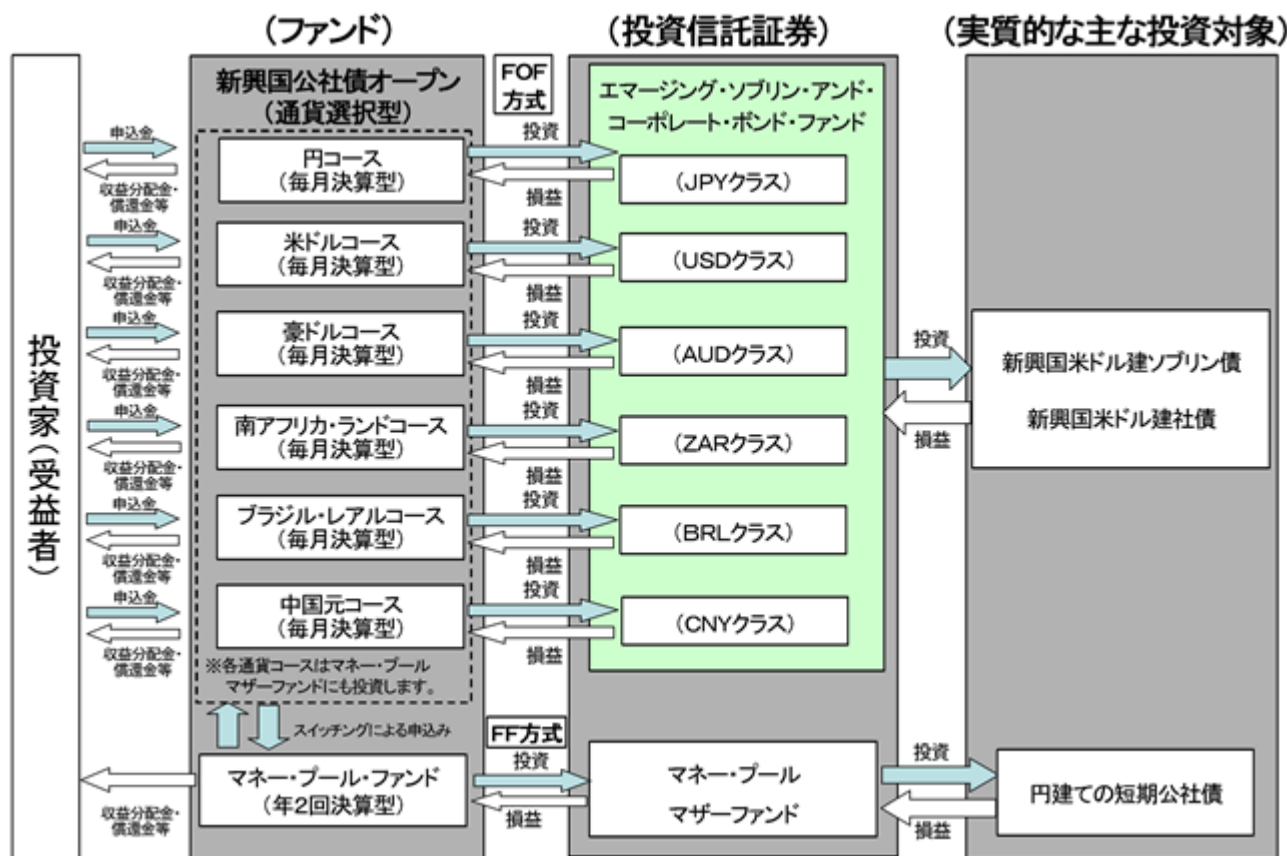 (ファンド)
(投資信託証券)
(実質的な主な投資対象)
投資家(受益者)
新興国公社債オープン
(通貨選択型)
FOF
方式
エマージング・ソブリン・アンド・
コーポレート・ボンド・ファンド
申込金
収益分配金・
償還金等
円コース
(毎月決算型)
投資
損益
(JPYクラス)
申込金
収益分配金・
償還金等
米ドルコース
(毎月決算型)
投資
損益
(USDクラス)
申込金
収益分配金・
償還金等
豪ドルコース
(毎月決算型)
投資
損益
(AUDクラス)
申込金
収益分配金・
償還金等
南アフリカ・ランドコース
(毎月決算型)
投資
損益
(ZARクラス)
申込金
収益分配金・
償還金等
ブラジル・レアルコース
(毎月決算型)
投資
損益
(BRLクラス)
申込金
収益分配金・
償還金等
中国元コース
(毎月決算型)
投資
損益
(CNYクラス)
投資
損益
新興国米ドル建ソブリン債
新興国米ドル建社債
※各通貨コースはマネー・プール
マザーファンドにも投資します。
スイッチングによる申込み
FF方式
収益分配金・
償還金等
マネー・プール・ファンド
(年2回決算型)
投資
損益
マネー・プール
マザーファンド
投資
損益
円建ての短期公社債